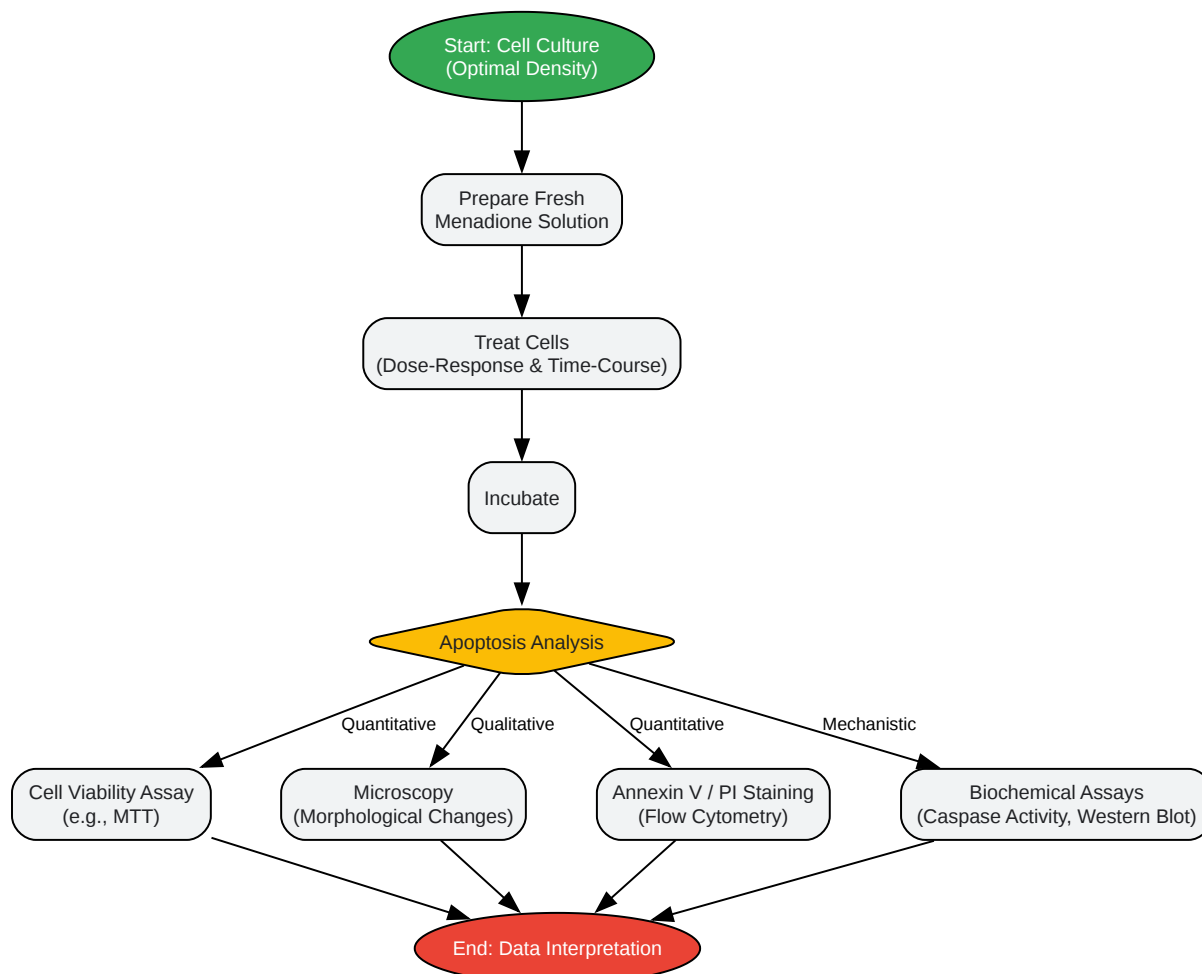 Start: Cell Culture
(Optimal Density)
Prepare Fresh
Menadione Solution
Treat Cells
(Dose-Response & Time-Course)
Incubate
Apoptosis Analysis
Quantitative
Qualitative
Quantitative
Mechanistic
Cell Viability Assay
(e.g., MTT)
Microscopy
(Morphological Changes)
Annexin V / PI Staining
(Flow Cytometry)
Biochemical Assays
(Caspase Activity, Western Blot)
End: Data Interpretation